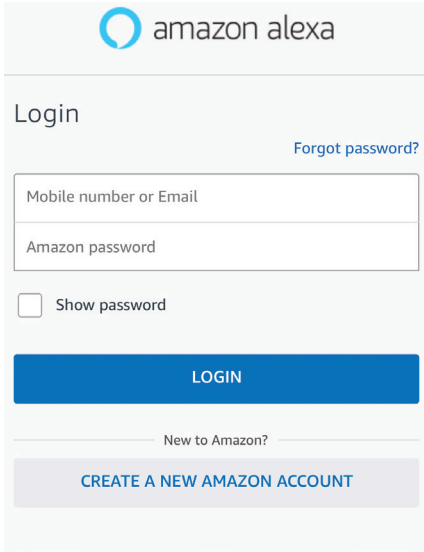 amazon alexa
Login
Forgot password?
Mobile number or Email
Amazon password
Show password
LOGIN
New to Amazon?
CREATE A NEW AMAZON ACCOUNT